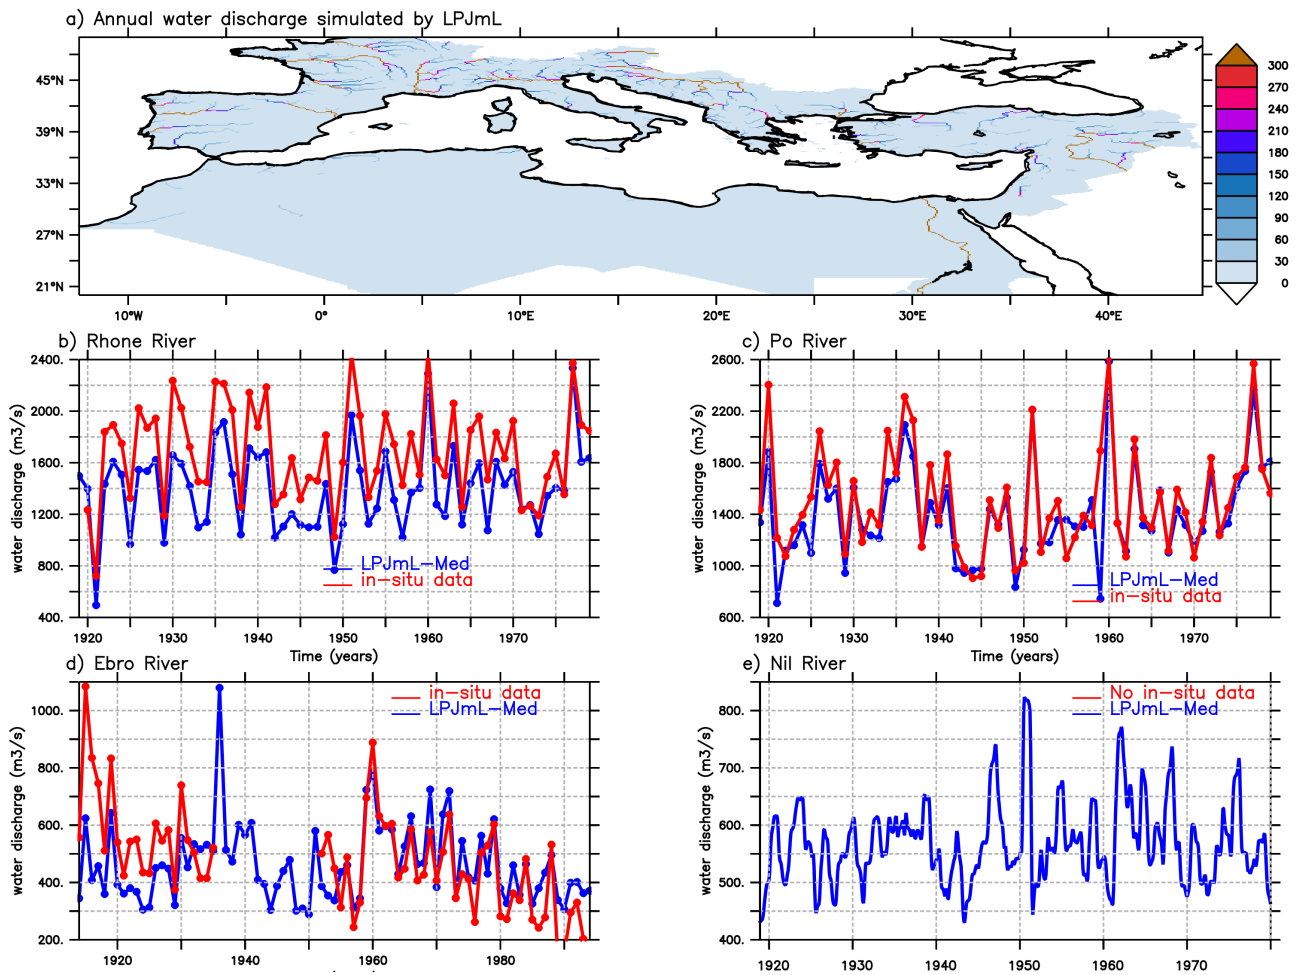 a) Annual water discharge simulated by LPJmL
45°N
39°N
33°N
27°N
21°N
10°W 0° 10°E 20°E 30°E 40°E
300
270
240
210
180
150
120
90
60
30
0
b) Rhone River
water discharge (m3/s)
2400.
2000.
1600.
1200.
800.
400.
LPJmL-Med
in-situ data
1920 1930 1940 1950 1960 1970
Time (years)
c) Po River
water discharge (m3/s)
2600.
2200.
1800.
1400.
1000.
600.
LPJmL-Med
in-situ data
1920 1930 1940 1950 1960 1970
Time (years)
d) Ebro River
water discharge (m3/s)
1000.
800.
600.
400.
200.
in-situ data
LPJmL-Med
1920 1940 1960 1980
e) Nil River
water discharge (m3/s)
800.
700.
600.
500.
400.
No in-situ data
LPJmL-Med
1920 1930 1940 1950 1960 1970